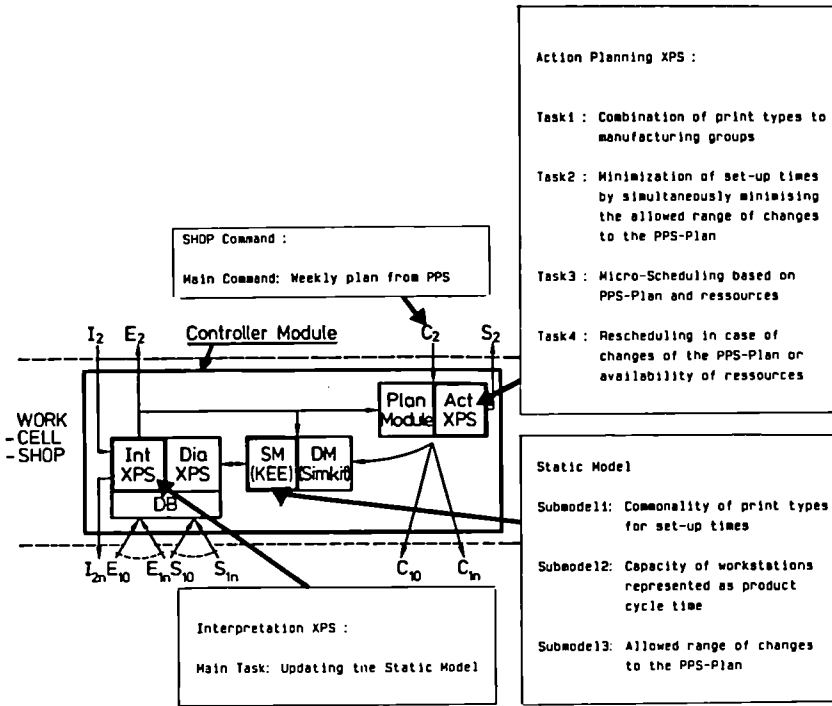 Action Planning XPS :
Task1 : Combination of print types to
manufacturing groups
Task2 : Minimization of set-up times
by simultaneously minimising
the allowed range of changes
to the PPS-Plan
Task3 : Micro-Scheduling based on
PPS-Plan and ressources
Task4 : Rescheduling in case of
changes of the PPS-Plan or
availability of ressources
SHOP Command :
Main Command: Weekly plan from PPS
I2 E2 Controller Module C2 S2
WORK
-CELL
-SHOP
Plan
Module
Act
XPS
Int
XPS
Dia
XPS
DB
SM
(KEE)
DM
(Simkit)
I2n E10 E1n S10 S1n C10 C1n
Static Model
Submodel1: Commonality of print types
for set-up times
Submodel2: Capacity of workstations
represented as product
cycle time
Submodel3: Allowed range of changes
to the PPS-Plan
Interpretation XPS :
Main Task: Updating the Static Model